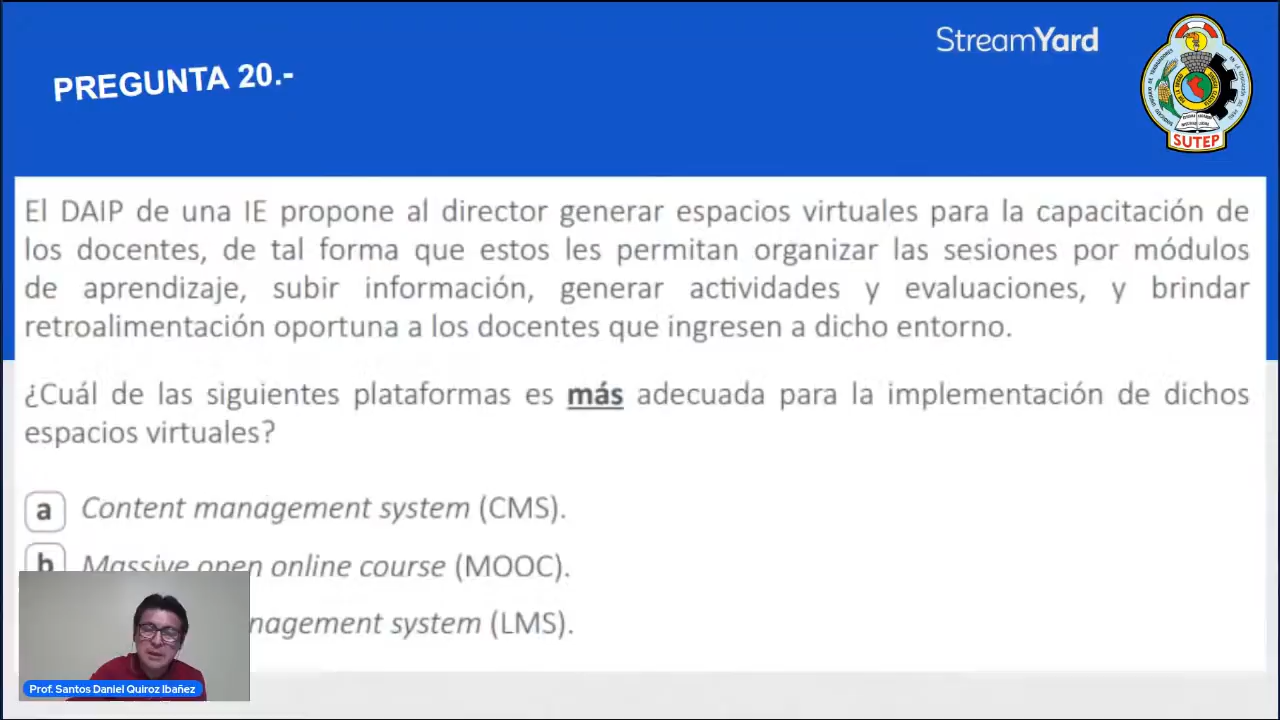 StreamYard
PREGUNTA 20.-
SUTEP
El DAIP de una IE propone al director generar espacios virtuales para la capacitación de
los docentes, de tal forma que estos les permitan organizar las sesiones por módulos
de aprendizaje, subir información, generar actividades y evaluaciones, y brindar
retroalimentación oportuna a los docentes que ingresen a dicho entorno.
¿Cuál de las siguientes plataformas es más adecuada para la implementación de dichos
espacios virtuales?
a Content management system (CMS).
b Massive open online course (MOOC).
nagement system (LMS).
Prof. Santos Daniel Quiroz Ibañez